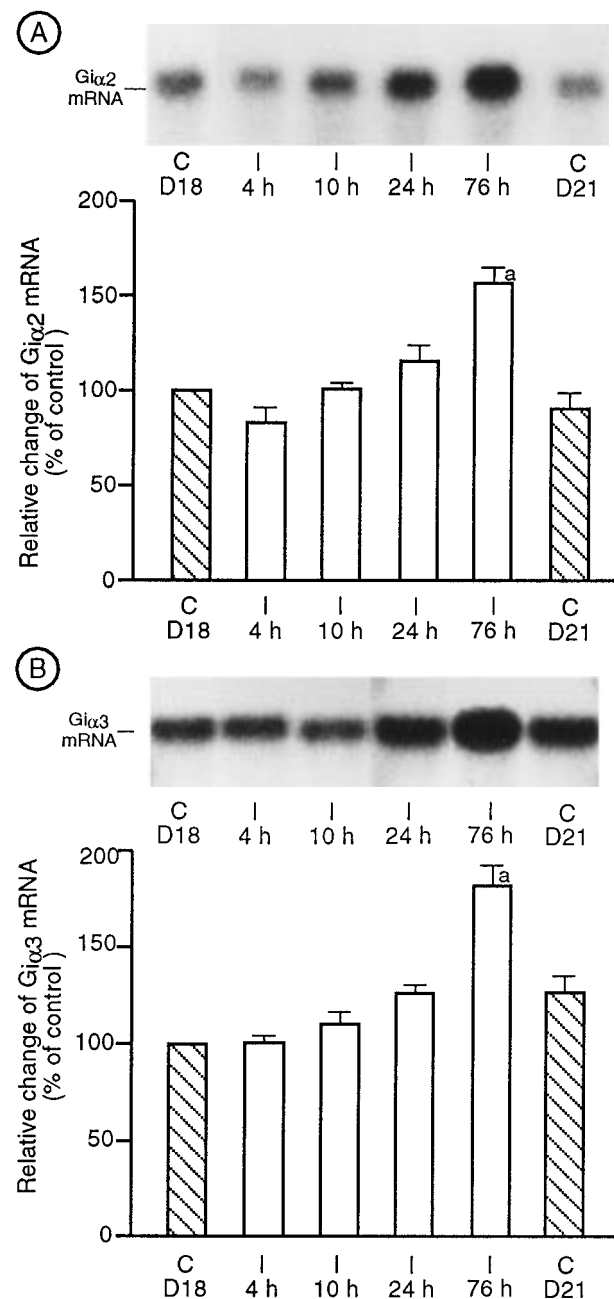 A
Giα2
mRNA
C I I I I C
D18 4 h 10 h 24 h 76 h D21
Relative change of Giα2 mRNA
(% of control)
200
150
100
50
0
a
C I I I I C
D18 4 h 10 h 24 h 76 h D21
B
Giα3
mRNA
C I I I I C
D18 4 h 10 h 24 h 76 h D21
Relative change of Giα3 mRNA
(% of control)
200
150
100
50
0
a
C I I I I C
D18 4 h 10 h 24 h 76 h D21